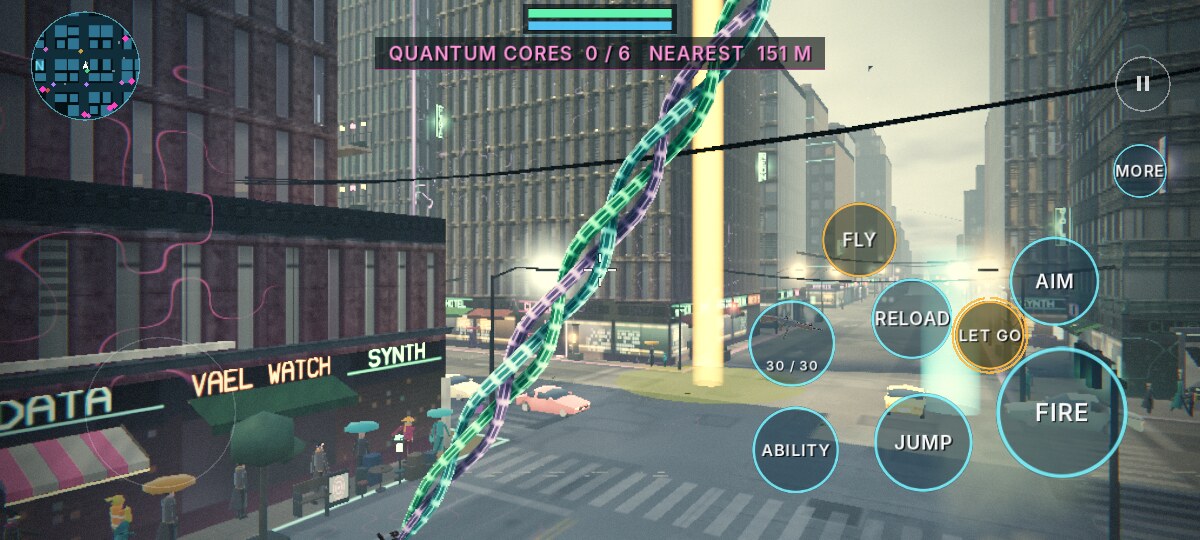 QUANTUM CORES 0 / 6 NEAREST 151 M
N
MORE
FLY
AIM
RELOAD
LET GO
30 / 30
FIRE
ABILITY
JUMP
DATA
VAEL WATCH
SYNTH
HOTEL
SYNTH